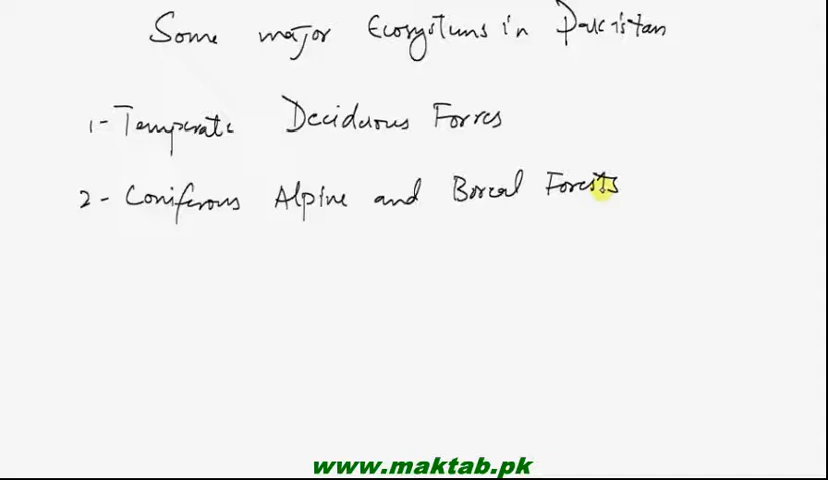 Some major Ecosystems in Pakistan
1- Temperate Deciduous Forres
2- Coniferous Alpine and Boreal Forests
www.maktab.pk